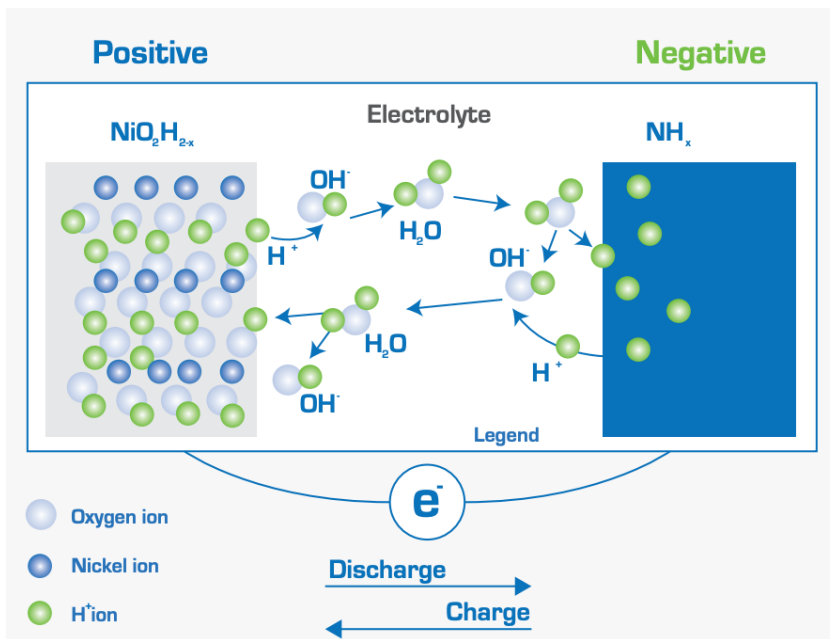 Positive
Negative
Electrolyte
NiO₂H₂₋ₓ
NHₓ
OH⁻
H₂O
H⁺
OH⁻
H₂O
H⁺
OH⁻
Legend
e⁻
Oxygen ion
Nickel ion
H⁺ion
Discharge
Charge